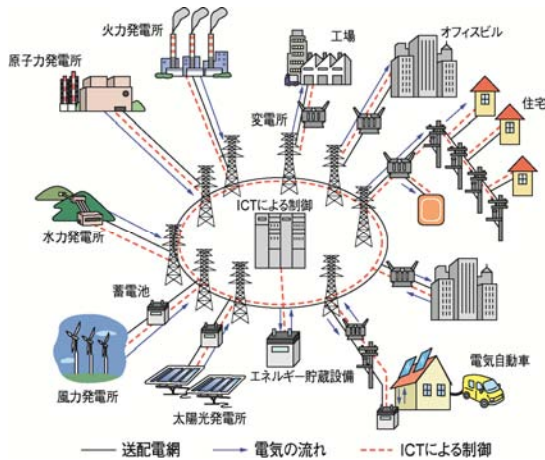 火力発電所
工場
オフィスビル
原子力発電所
住宅
変電所
ICTによる制御
水力発電所
蓄電池
電気自動車
エネルギー貯蔵設備
風力発電所
太陽光発電所
送配電網
電気の流れ
ICTによる制御